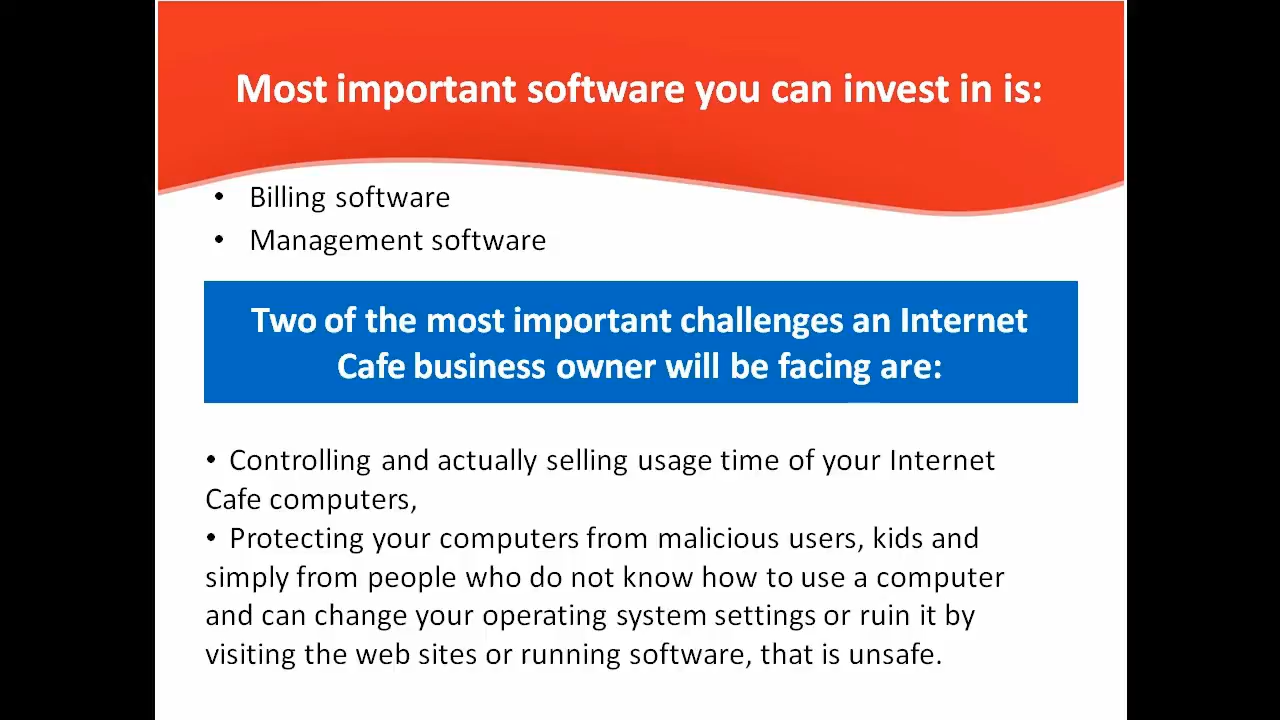 Most important software you can invest in is:
• Billing software
• Management software
Two of the most important challenges an Internet
Cafe business owner will be facing are:
• Controlling and actually selling usage time of your Internet
Cafe computers,
• Protecting your computers from malicious users, kids and
simply from people who do not know how to use a computer
and can change your operating system settings or ruin it by
visiting the web sites or running software, that is unsafe.